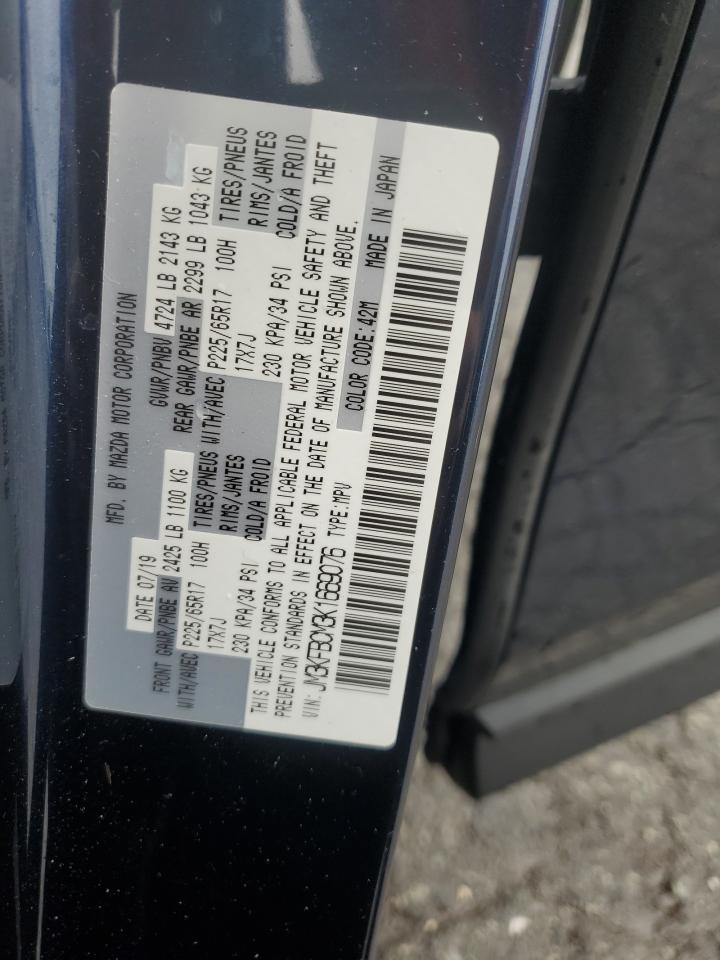 MFD. BY MAZDA MOTOR CORPORATION
DATE 07/19 GVWR/PNBV 4724 LB 2143 KG
FRONT GAWR/PNBE AV 2425 LB 1100 KG REAR GAWR/PNBE AR 2299 LB 1043 KG
WITH/AVEC P225/65R17 100H TIRES/PNEUS WITH/AVEC P225/65R17 100H TIRES/PNEUS
17X7J RIMS/JANTES 17X7J RIMS/JANTES
230 KPA/34 PSI COLD/A FROID 230 KPA/34 PSI COLD/A FROID
THIS VEHICLE CONFORMS TO ALL APPLICABLE FEDERAL MOTOR VEHICLE SAFETY AND THEFT
PREVENTION STANDARDS IN EFFECT ON THE DATE OF MANUFACTURE SHOWN ABOVE.
VIN: JM3KFBCM3K1669076 TYPE:MPV COLOR CODE:42M MADE IN JAPAN